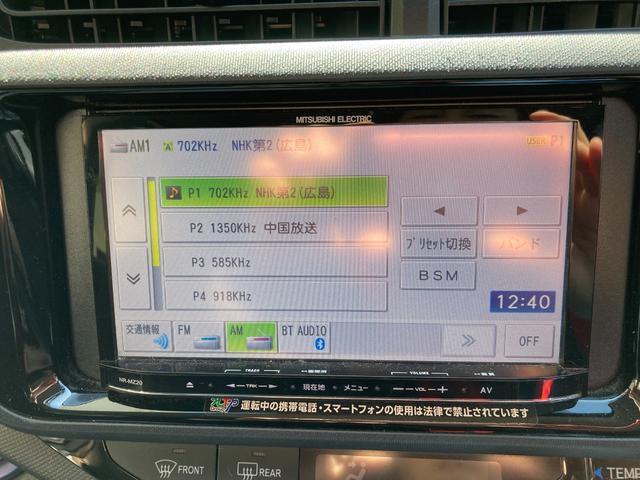 MITSUBISHI ELECTRIC
AM1 702KHz NHK第2(広島) USER P1
P1 702KHz NHK第2(広島)
P2 1350KHz 中国放送
P3 585KHz
P4 918KHz
◀ ▶
プリセット切換 バンド
BSM
12:40
交通情報 FM AM BT AUDIO OFF
NR-MZ20
TRACK VOLUME
TRK 現在地 メニュー − VOL + AV
運転中の携帯電話・スマートフォンの使用は法律で禁止されています
FRONT REAR TEMP